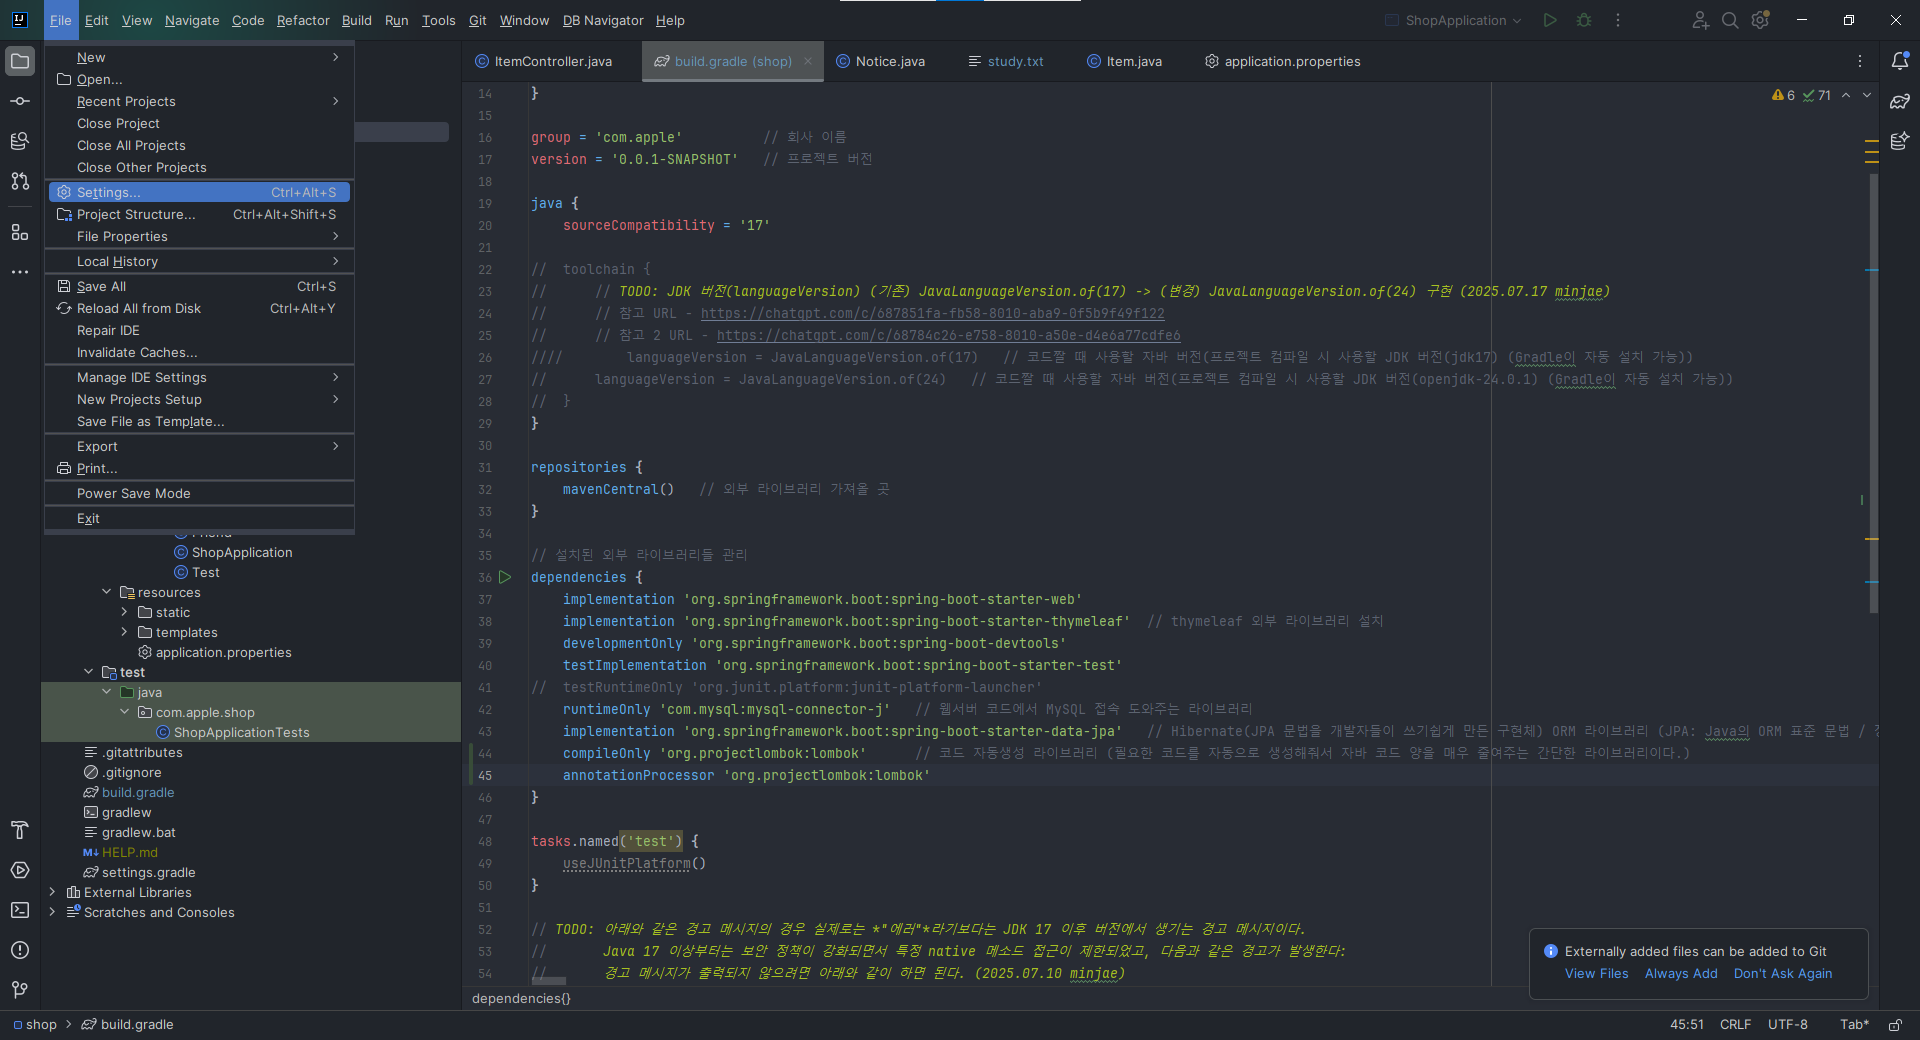 File Edit View Navigate Code Refactor Build Run Tools Git Window DB Navigator Help
ShopApplication
New
Open...
Recent Projects
Close Project
Close All Projects
Close Other Projects
Settings... Ctrl+Alt+S
Project Structure... Ctrl+Alt+Shift+S
File Properties
Local History
Save All Ctrl+S
Reload All from Disk Ctrl+Alt+Y
Repair IDE
Invalidate Caches...
Manage IDE Settings
New Projects Setup
Save File as Template...
Export
Print...
Power Save Mode
Exit
ShopApplication
Test
resources
static
templates
application.properties
test
java
com.apple.shop
ShopApplicationTests
.gitattributes
.gitignore
build.gradle
gradlew
gradlew.bat
HELP.md
settings.gradle
External Libraries
Scratches and Consoles
ItemController.java build.gradle (shop) Notice.java study.txt Item.java application.properties
6 71
14 }
15
16 group = 'com.apple' // 회사 이름
17 version = '0.0.1-SNAPSHOT' // 프로젝트 버전
18
19 java {
20 sourceCompatibility = '17'
21
22 // toolchain {
23 // // TODO: JDK 버전(languageVersion) (기존) JavaLanguageVersion.of(17) -> (변경) JavaLanguageVersion.of(24) 구현 (2025.07.17 minjae)
24 // // 참고 URL - https://chatgpt.com/c/687851fa-fb58-8010-aba9-0f5b9f49f122
25 // // 참고 2 URL - https://chatgpt.com/c/68784c26-e758-8010-a50e-d4e6a77cdfe6
26 //// languageVersion = JavaLanguageVersion.of(17) // 코드짤 때 사용할 자바 버전(프로젝트 컴파일 시 사용할 JDK 버전(jdk17) (Gradle이 자동 설치 가능))
27 // languageVersion = JavaLanguageVersion.of(24) // 코드짤 때 사용할 자바 버전(프로젝트 컴파일 시 사용할 JDK 버전(openjdk-24.0.1) (Gradle이 자동 설치 가능))
28 // }
29 }
30
31 repositories {
32 mavenCentral() // 외부 라이브러리 가져올 곳
33 }
34
35 // 설치된 외부 라이브러리들 관리
36 dependencies {
37 implementation 'org.springframework.boot:spring-boot-starter-web'
38 implementation 'org.springframework.boot:spring-boot-starter-thymeleaf' // thymeleaf 외부 라이브러리 설치
39 developmentOnly 'org.springframework.boot:spring-boot-devtools'
40 testImplementation 'org.springframework.boot:spring-boot-starter-test'
41 // testRuntimeOnly 'org.junit.platform:junit-platform-launcher'
42 runtimeOnly 'com.mysql:mysql-connector-j' // 웹서버 코드에서 MySQL 접속 도와주는 라이브러리
43 implementation 'org.springframework.boot:spring-boot-starter-data-jpa' // Hibernate(JPA 문법을 개발자들이 쓰기쉽게 만든 구현체) ORM 라이브러리 (JPA: Java의 ORM 표준 문법 /
44 compileOnly 'org.projectlombok:lombok' // 코드 자동생성 라이브러리 (필요한 코드를 자동으로 생성해줘서 자바 코드 양을 매우 줄여주는 간단한 라이브러리이다.)
45 annotationProcessor 'org.projectlombok:lombok'
46 }
47
48 tasks.named('test') {
49 useJUnitPlatform()
50 }
51
52 // TODO: 아래와 같은 경고 메시지의 경우 실제로는 *"에러"*라기보다는 JDK 17 이후 버전에서 생기는 경고 메시지이다.
53 // Java 17 이상부터는 보안 정책이 강화되면서 특정 native 메소드 접근이 제한되었고, 다음과 같은 경고가 발생한다:
54 // 경고 메시지가 출력되지 않으려면 아래와 같이 하면 된다. (2025.07.10 minjae)
dependencies{}
Externally added files can be added to Git
View Files Always Add Don't Ask Again
shop > build.gradle
45:51 CRLF UTF-8 Tab*